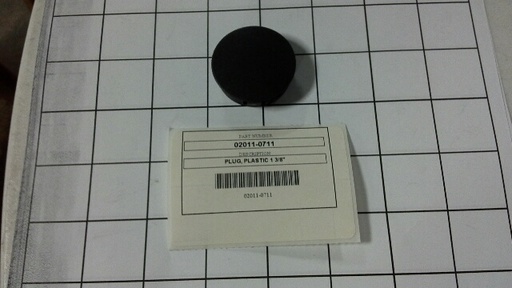 PART NUMBER
02011-0711
DESCRIPTION
PLUG, PLASTIC 1 3/8"
02011-0711